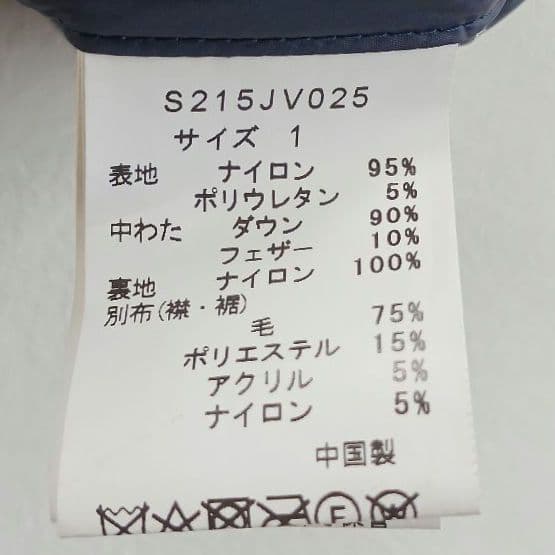 S215JV025
サイズ 1
表地 ナイロン 95%
ポリウレタン 5%
中わた ダウン 90%
フェザー 10%
裏地 ナイロン 100%
別布(襟・裾)
毛 75%
ポリエステル 15%
アクリル 5%
ナイロン 5%
中国製
F